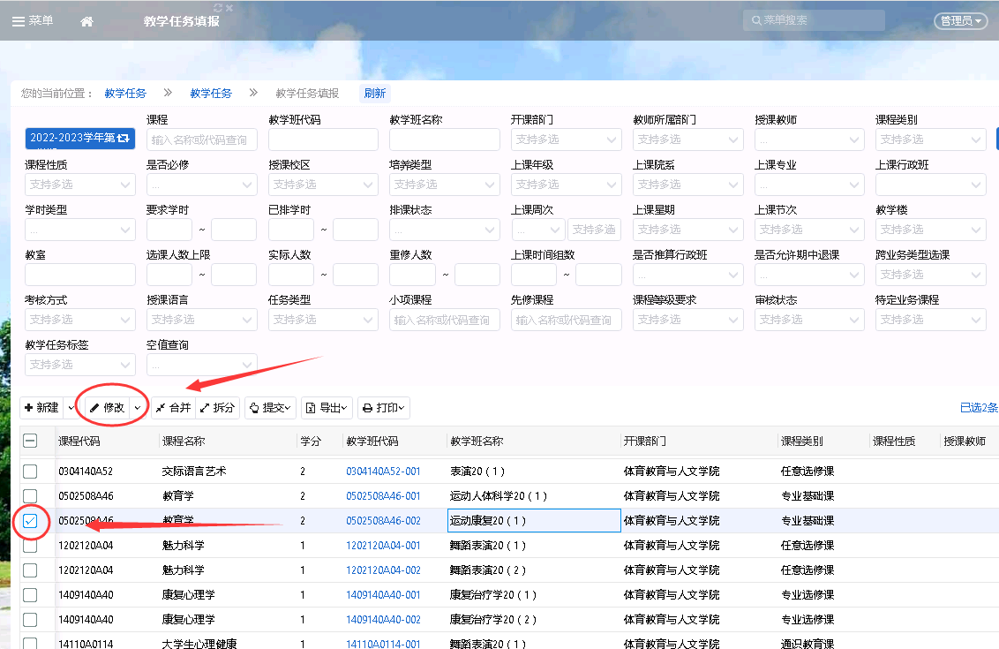 菜单 教学任务填报 菜单搜索 管理员
您的当前位置： 教学任务 教学任务 教学任务填报 刷新
课程 教学班代码 教学班名称 开课部门 教师所属部门 授课教师 课程类别
2022-2023学年第 输入名称或代码查询 支持多选 支持多选 ... 支持多选
课程性质 是否必修 授课校区 培养类型 上课年级 上课院系 上课专业 上课行政班
支持多选 ... 支持多选 支持多选 支持多选 支持多选 ...
学时类型 要求学时 已排学时 排课状态 上课周次 上课星期 上课节次 教学楼
... ~ ~ ... ... 支持多选 支持多选 支持多选 支持多选
教室 选课人数上限 实际人数 重修人数 上课时间组数 是否推算行政班 是否允许期中退课 跨业务类型选课
~ ~ ~ ~ ... ... 支持多选
考核方式 授课语言 任务类型 小项课程 先修课程 课程等级要求 审核状态 特定业务课程
支持多选 支持多选 支持多选 输入名称或代码查询 输入名称或代码查询 支持多选 支持多选 支持多选
教学任务标签 空值查询
支持多选 ...
新建 修改 合并 拆分 提交 导出 打印 已选2条
课程代码 课程名称 学分 教学班代码 教学班名称 开课部门 课程类别 课程性质 授课教师
0304140A52 交际语言艺术 2 0304140A52-001 表演20（1） 体育教育与人文学院 任意选修课
0502508A46 教育学 2 0502508A46-001 运动人体科学20（1） 体育教育与人文学院 专业基础课
0502508A46 教育学 2 0502508A46-002 运动康复20（1） 体育教育与人文学院 专业基础课
1202120A04 魅力科学 1 1202120A04-001 舞蹈表演20（1） 体育教育与人文学院 任意选修课
1202120A04 魅力科学 1 1202120A04-002 舞蹈表演20（2） 体育教育与人文学院 任意选修课
1409140A40 康复心理学 1 1409140A40-001 康复治疗学20（1） 体育教育与人文学院 专业选修课
1409140A40 康复心理学 1 1409140A40-002 康复治疗学20（2） 体育教育与人文学院 专业选修课
14110A0114 大学生心理健康 1 14110A0114-001 舞蹈表演20（1） 体育教育与人文学院 通识教育课